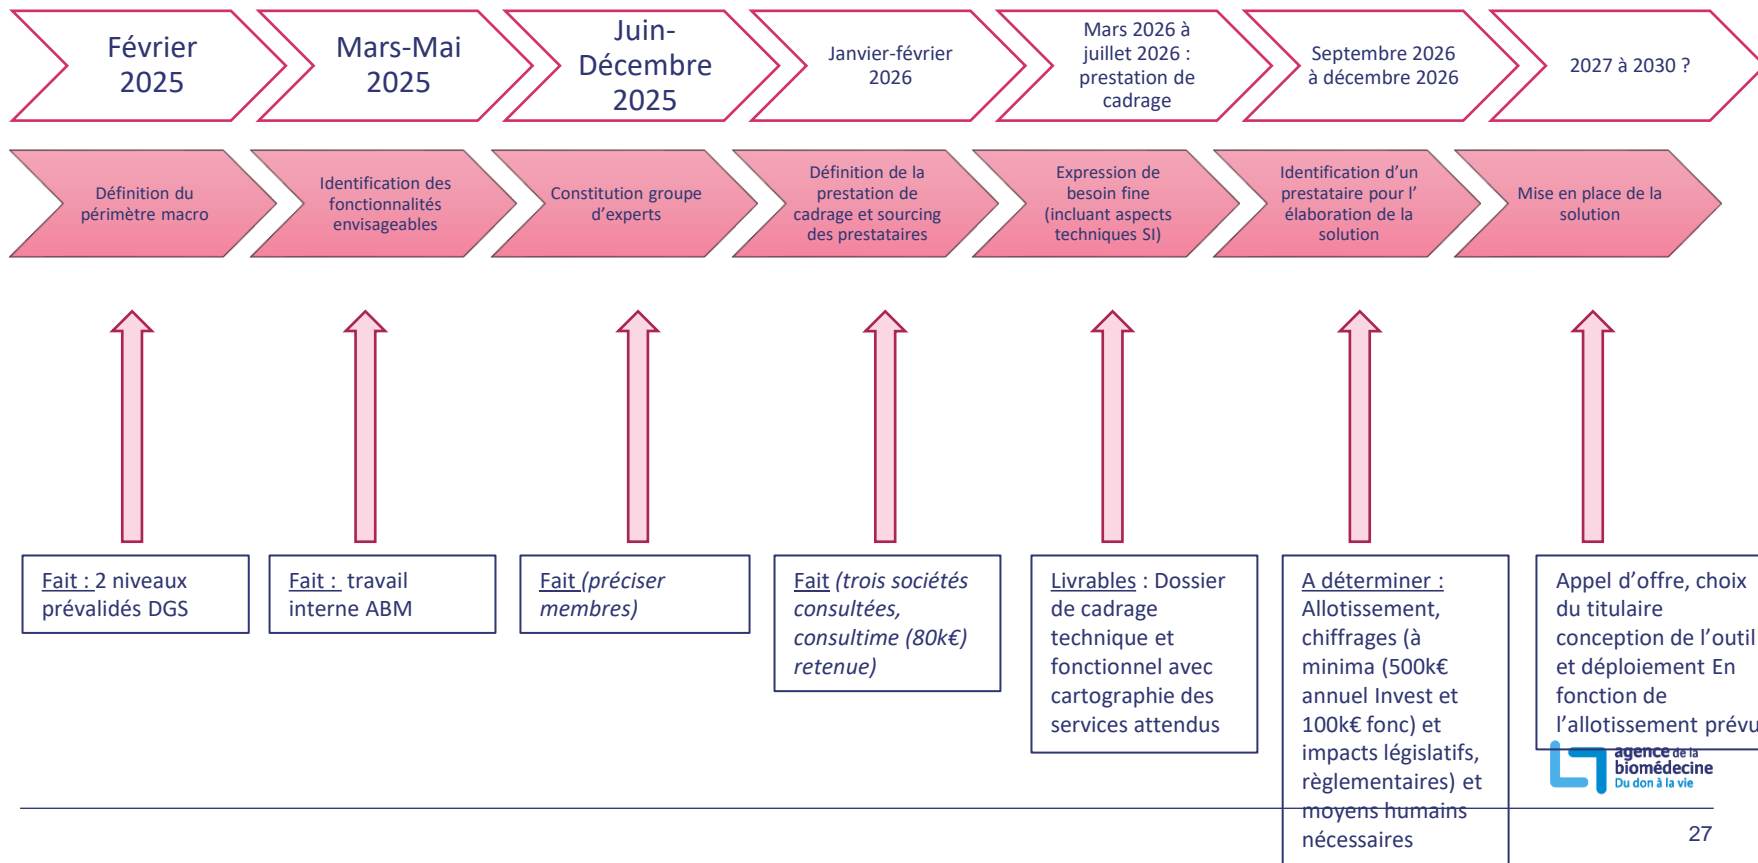 Février
2025
Mars-Mai
2025
Juin-
Décembre
2025
Janvier-février
2026
Mars 2026 à
juillet 2026 :
prestation de
cadrage
Septembre 2026
à décembre 2026
2027 à 2030 ?
Définition du
périmètre macro
Identification des
fonctionnalités
envisageables
Constitution groupe
d’experts
Définition de la
prestation de
cadrage et sourcing
des prestataires
Expression de
besoin fine
(incluant aspects
techniques SI)
Identification d’un
prestataire pour l’
élaboration de la
solution
Mise en place de la
solution
Fait : 2 niveaux
prévalidés DGS
Fait : travail
interne ABM
Fait (préciser
membres)
Fait (trois sociétés
consultées,
consultime (80k€)
retenue)
Livrables : Dossier
de cadrage
technique et
fonctionnel avec
cartographie des
services attendus
A déterminer :
Allotissement,
chiffrages (à
minima (500k€
annuel Invest et
100k€ fonc) et
impacts législatifs,
règlementaires) et
moyens humains
nécessaires
Appel d’offre, choix
du titulaire
conception de l’outil
et déploiement En
fonction de
l’allotissement prévu
agence de la
biomédecine
Du don à la vie
27